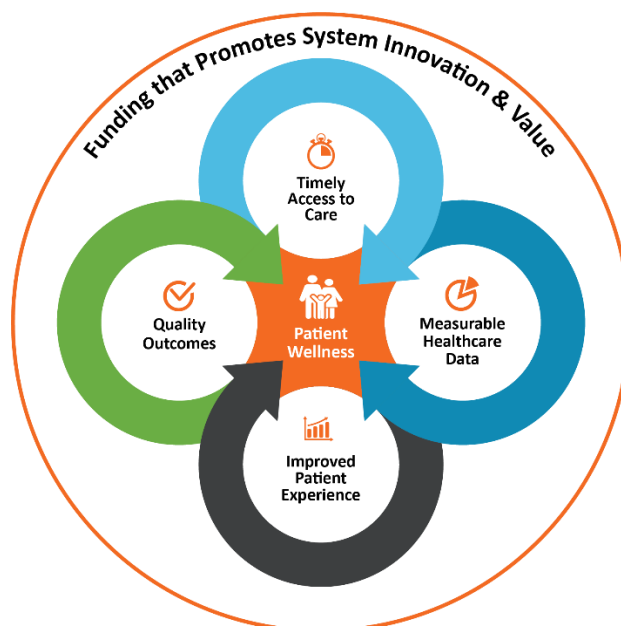 Funding that Promotes System Innovation & Value
Timely
Access to
Care
Quality
Outcomes
Patient
Wellness
Measurable
Healthcare
Data
Improved
Patient
Experience